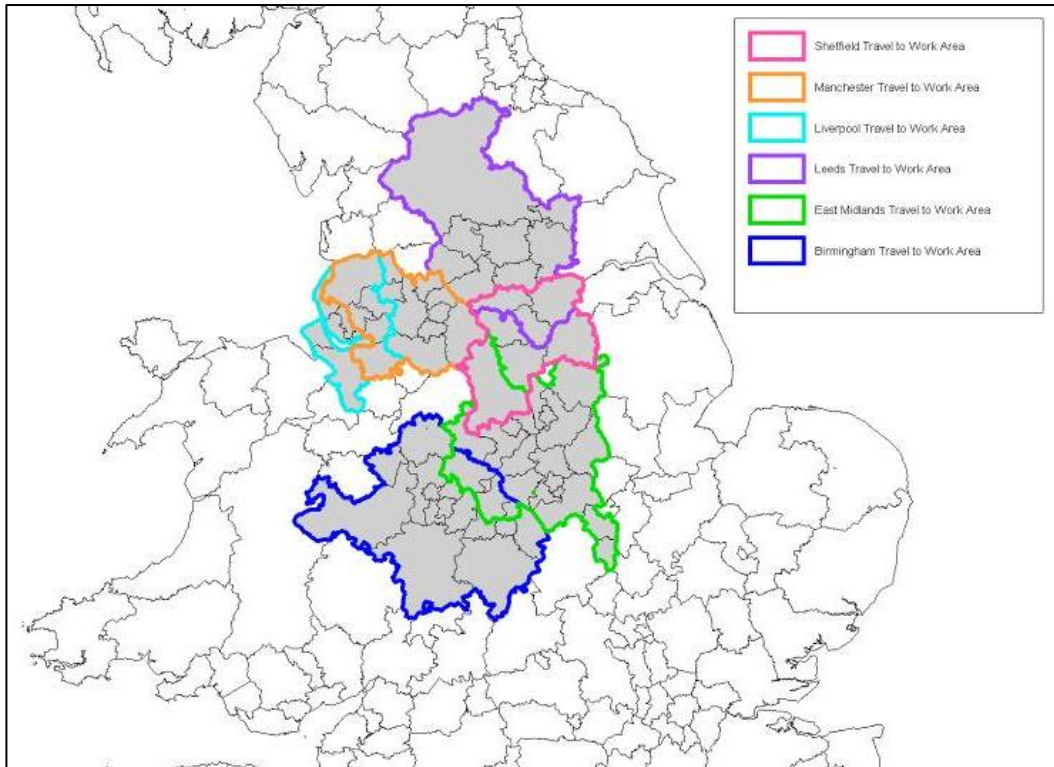 Sheffield Travel to Work Area
Manchester Travel to Work Area
Liverpool Travel to Work Area
Leeds Travel to Work Area
East Midlands Travel to Work Area
Birmingham Travel to Work Area